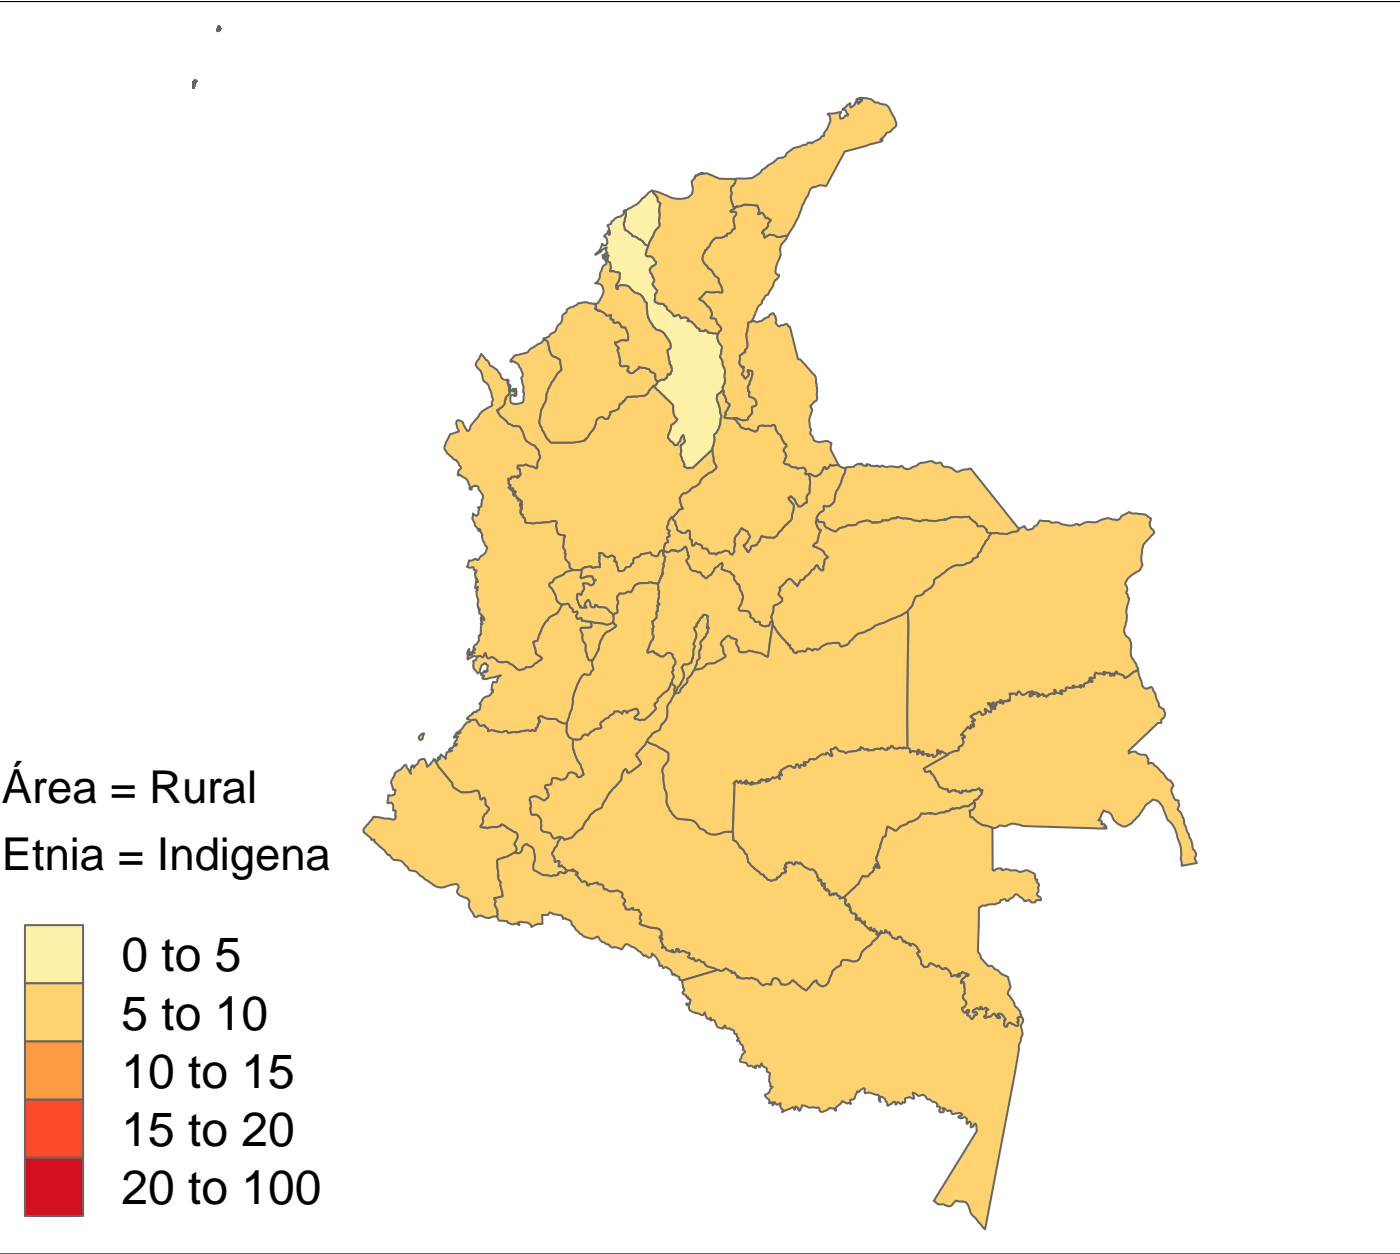 Área = Rural
Etnia = Indigena
0 to 5
5 to 10
10 to 15
15 to 20
20 to 100